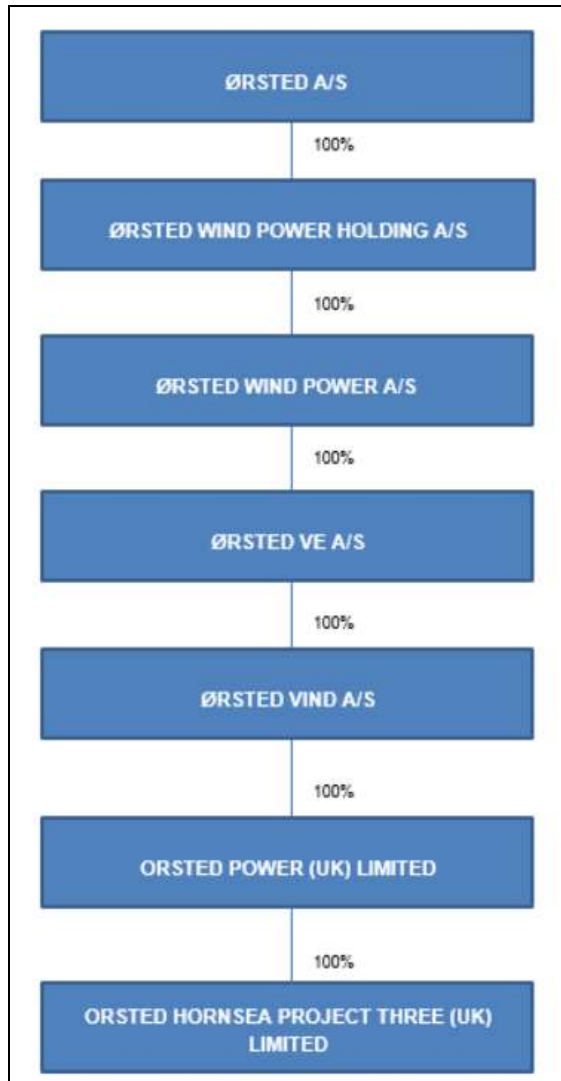 ØRSTED A/S
100%
ØRSTED WIND POWER HOLDING A/S
100%
ØRSTED WIND POWER A/S
100%
ØRSTED VE A/S
100%
ØRSTED VIND A/S
100%
ORSTED POWER (UK) LIMITED
100%
ORSTED HORNSEA PROJECT THREE (UK)
LIMITED